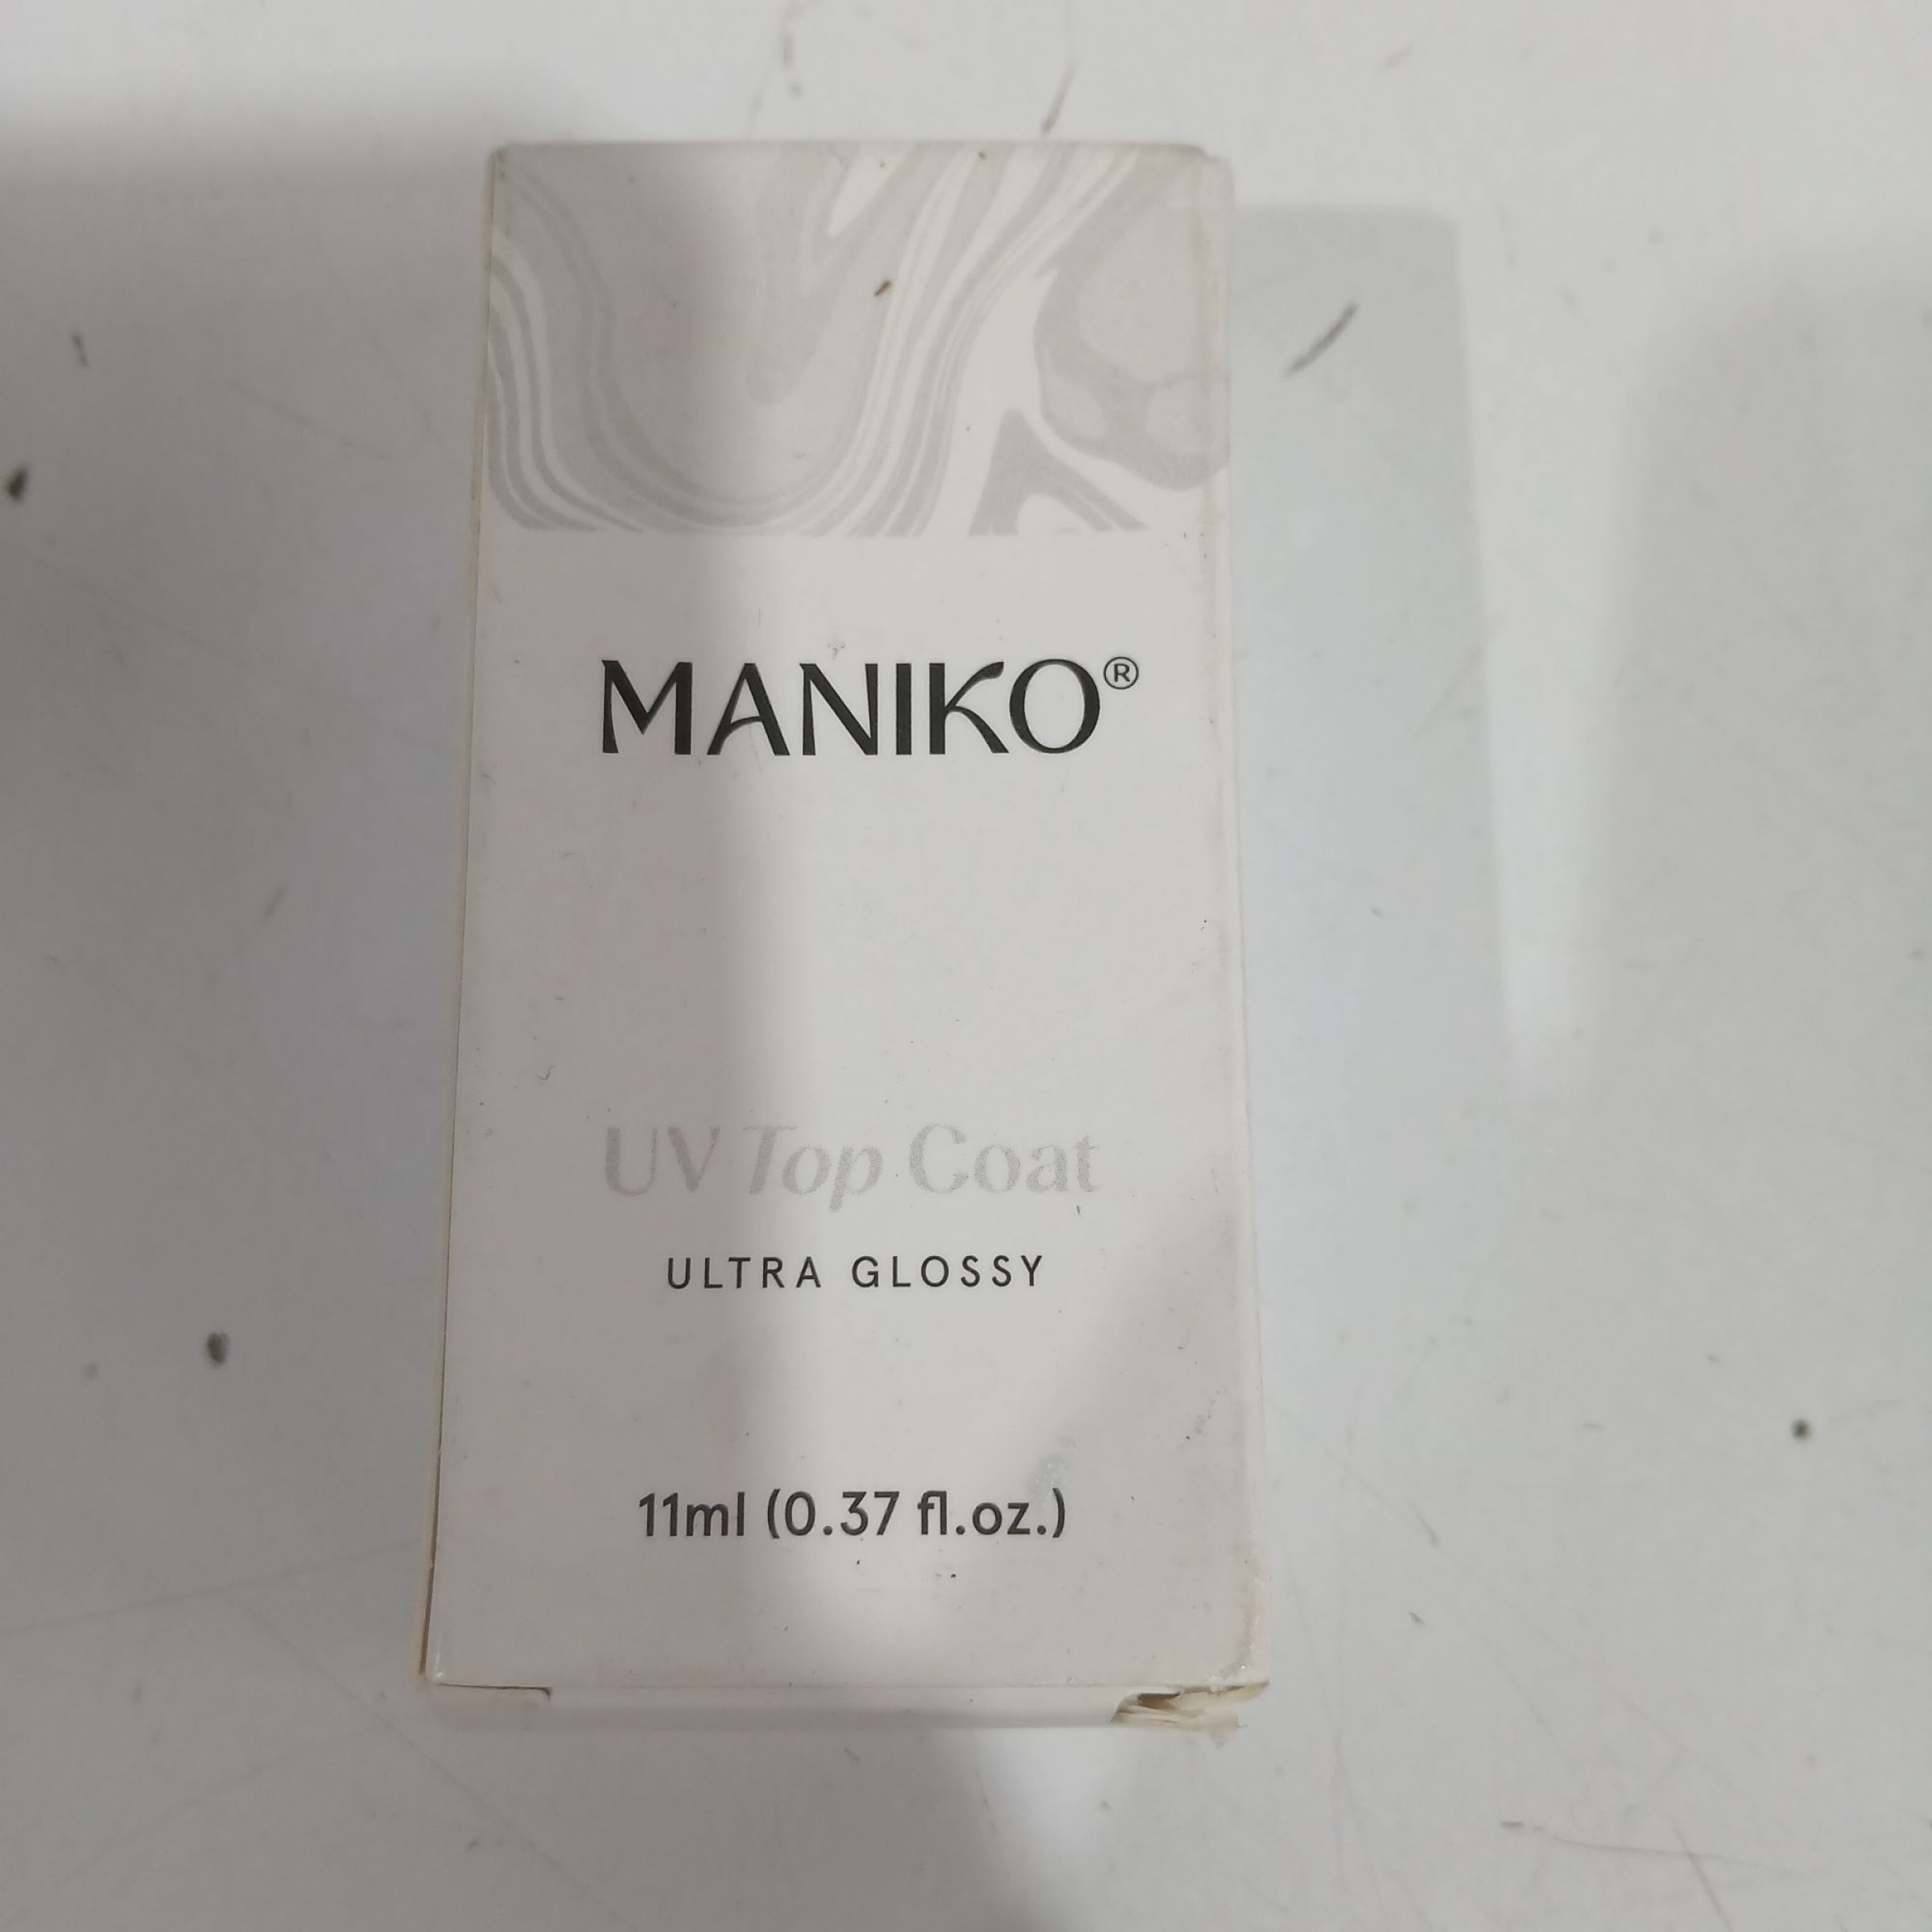 MANIKO®
UV Top Coat
ULTRA GLOSSY
11ml (0.37 fl.oz.)